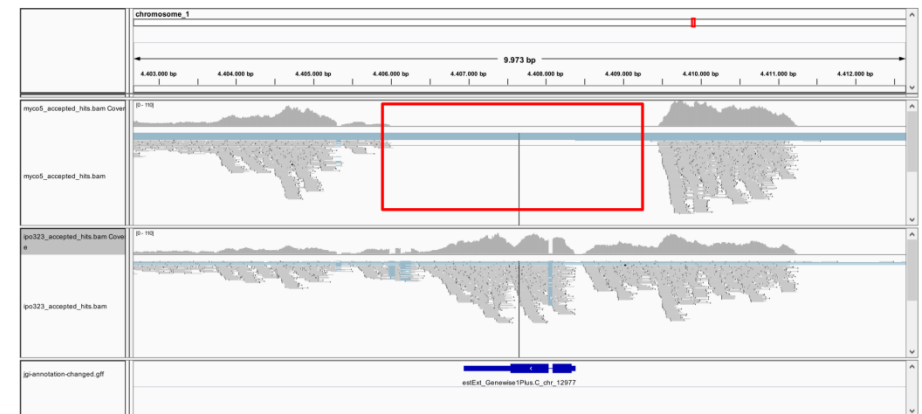 chromosome_1
9.973 bp
4.403.000 bp 4.404.000 bp 4.405.000 bp 4.406.000 bp 4.407.000 bp 4.408.000 bp 4.409.000 bp 4.410.000 bp 4.411.000 bp 4.412.000 bp
myco5_accepted_hits.bam Cover
[0 - 110]
myco5_accepted_hits.bam
ipo323_accepted_hits.bam Cove
e
[0 - 110]
ipo323_accepted_hits.bam
jgi-annotation-changed.gff
estExt_Genewise1Plus.C_chr_12977